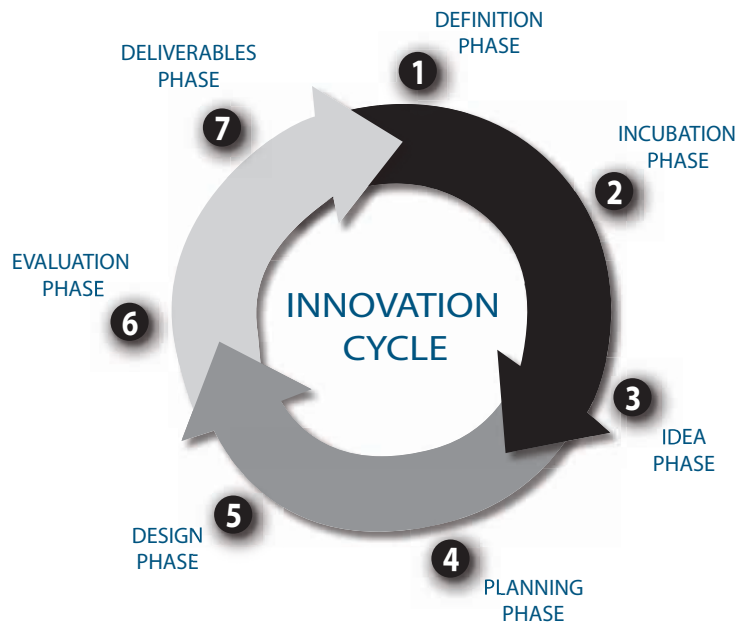 1
DEFINITION
PHASE
2
INCUBATION
PHASE
3
IDEA
PHASE
4
PLANNING
PHASE
5
DESIGN
PHASE
6
EVALUATION
PHASE
7
DELIVERABLES
PHASE
INNOVATION
CYCLE